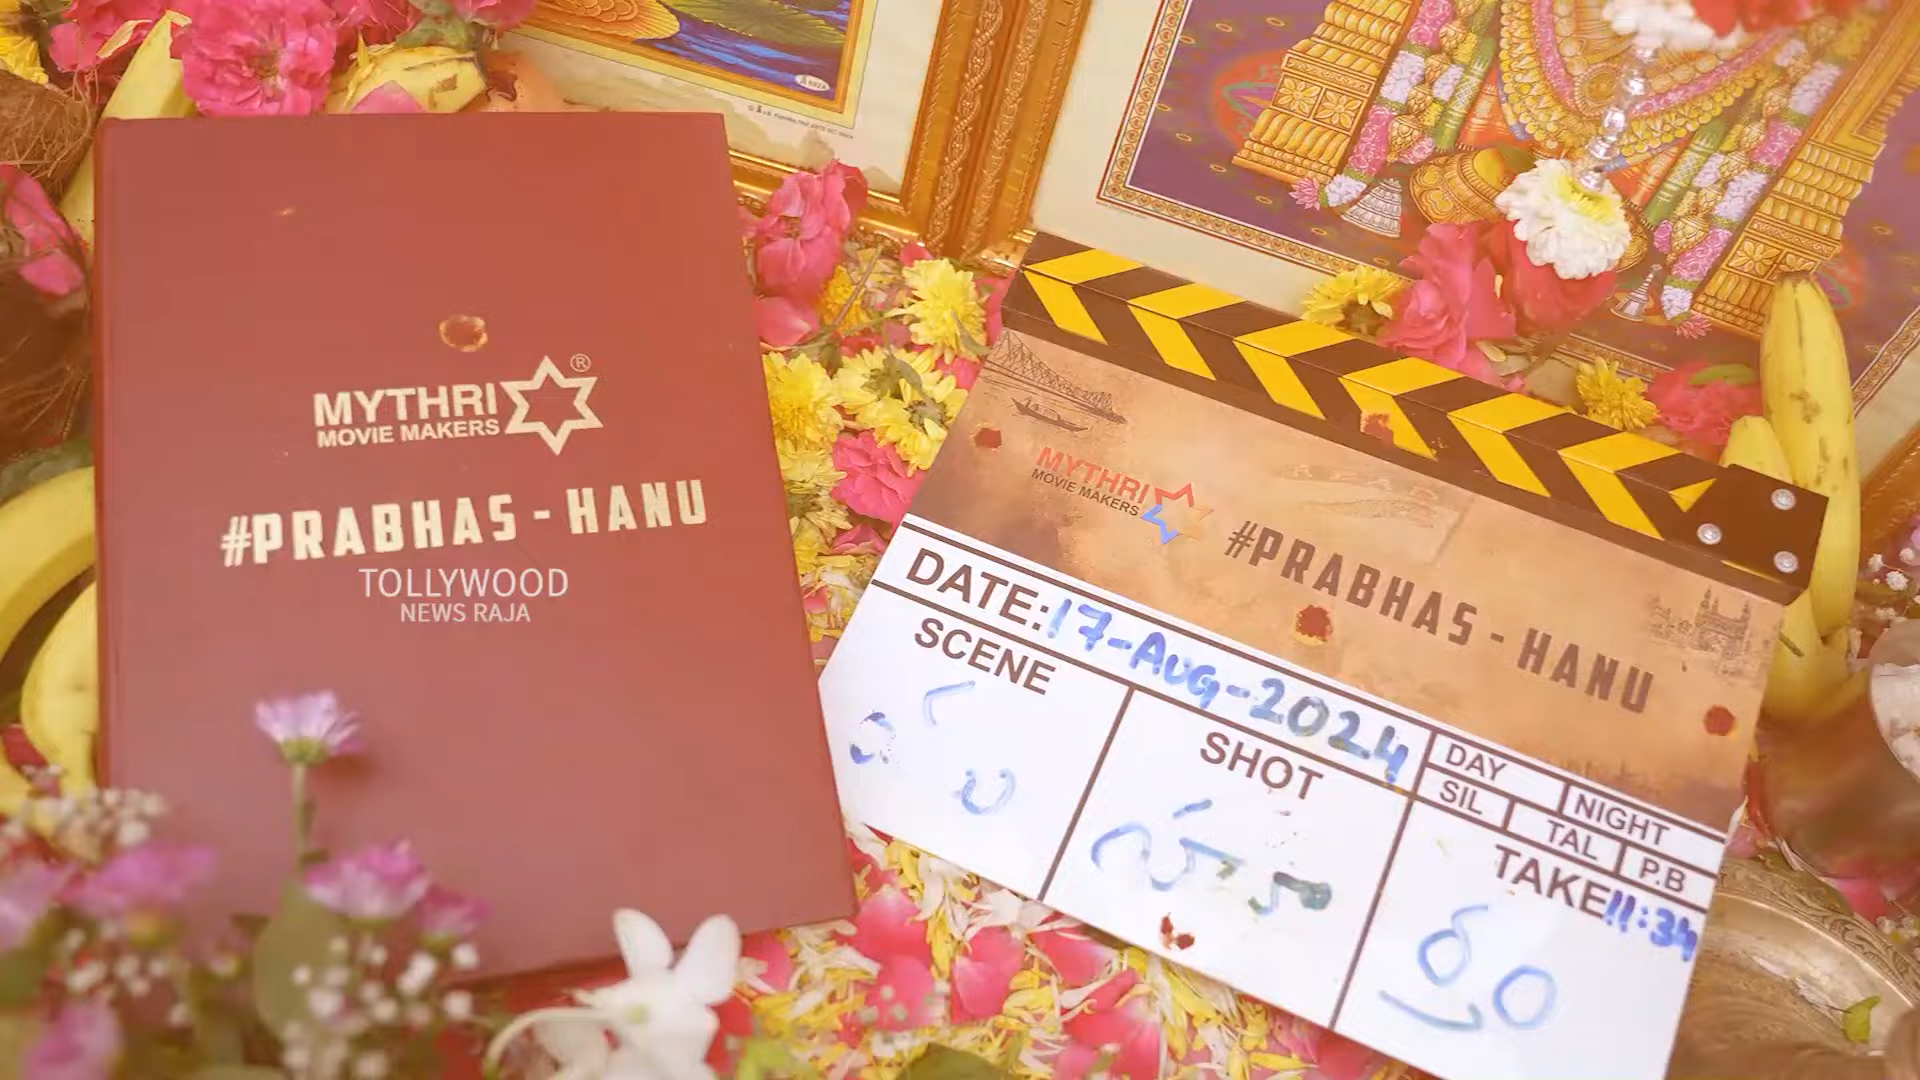 MYTHRI
MOVIE MAKERS
®
#PRABHAS - HANU
TOLLYWOOD
NEWS RAJA
MYTHRI
MOVIE MAKERS
#PRABHAS - HANU
DATE: 17-AUG-2024
SCENE
SHOT
DAY
NIGHT
SIL
TAL
P.B
TAKE 11:34